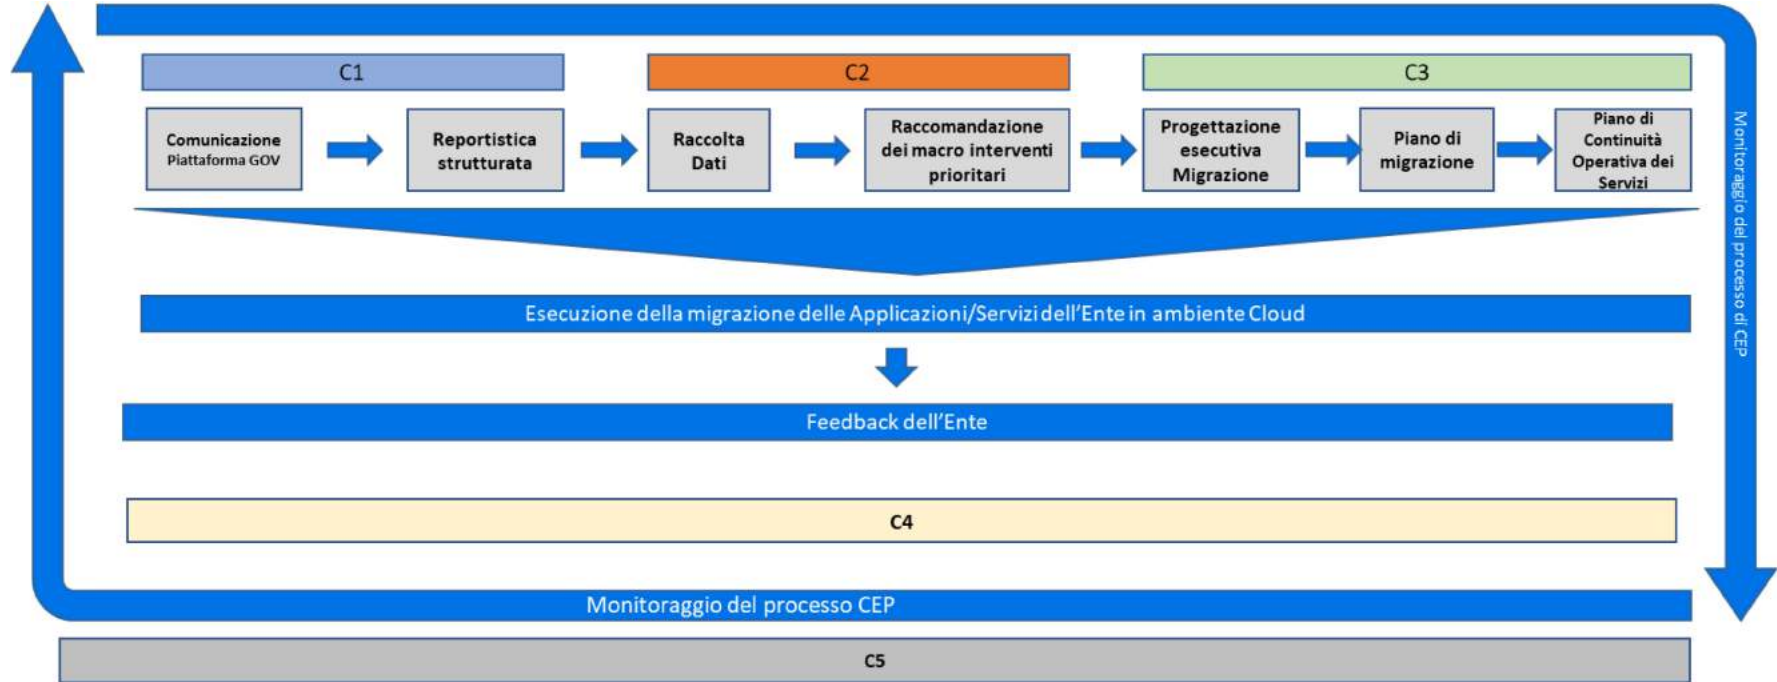 C1
C2
C3
Comunicazione
Piattaforma GOV
Reportistica
strutturata
Raccolta
Dati
Raccomandazione
dei macro interventi
prioritari
Progettazione
esecutiva
Migrazione
Piano di
migrazione
Piano di
Continuità
Operativa dei
Servizi
Monitoraggio del processo di CEP
Esecuzione della migrazione delle Applicazioni/Servizi dell'Ente in ambiente Cloud
Feedback dell'Ente
C4
Monitoraggio del processo CEP
C5